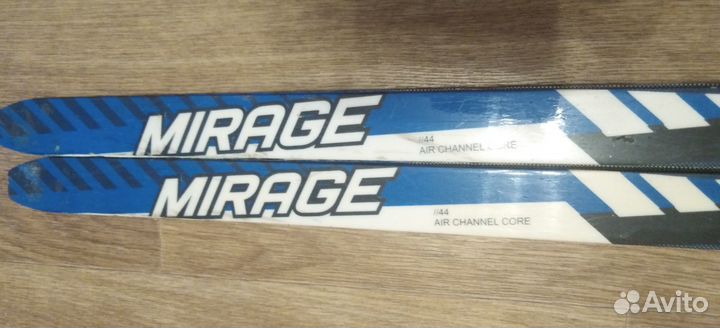 MIRAGE
//44
AIR CHANNEL CORE
MIRAGE
//44
AIR CHANNEL CORE
Avito